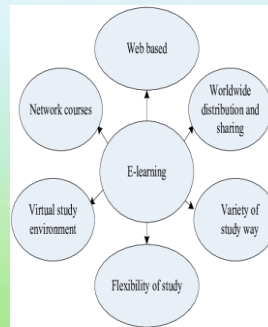 Web based
Network courses
Worldwide
distribution and
sharing
E-learning
Virtual study
environment
Variety of
study way
Flexibility of study